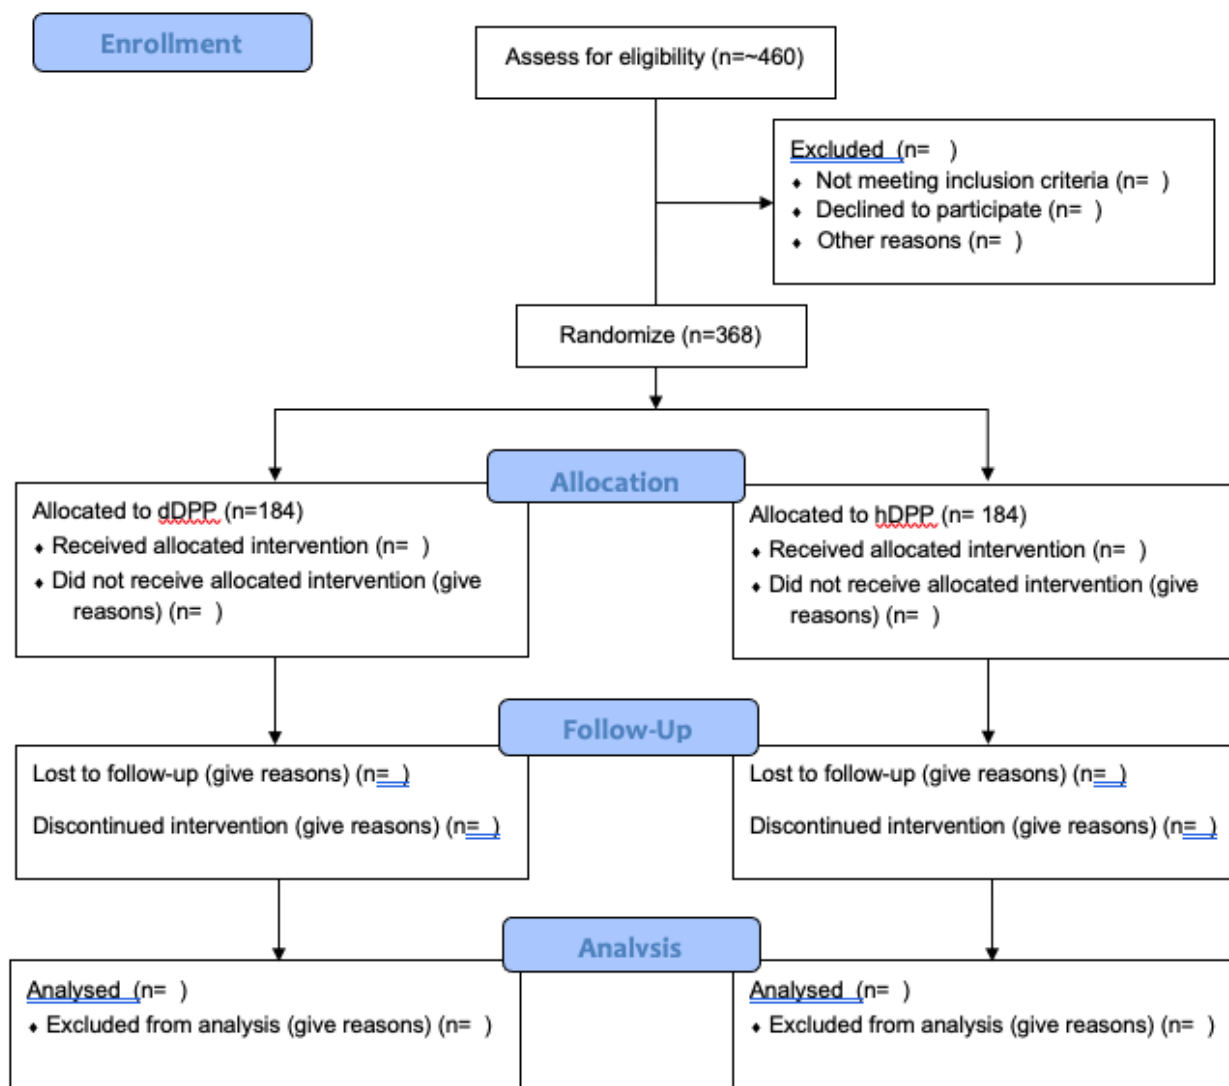 Enrollment
Assess for eligibility (n=~460)
Excluded (n=   )
♦ Not meeting inclusion criteria (n=  )
♦ Declined to participate (n=  )
♦ Other reasons (n=  )
Randomize (n=368)
Allocation
Allocated to dDPP (n=184)
♦ Received allocated intervention (n=  )
♦ Did not receive allocated intervention (give
reasons) (n=  )
Allocated to hDPP (n= 184)
♦ Received allocated intervention (n=  )
♦ Did not receive allocated intervention (give
reasons) (n=  )
Follow-Up
Lost to follow-up (give reasons) (n=  )
Discontinued intervention (give reasons) (n=  )
Lost to follow-up (give reasons) (n=  )
Discontinued intervention (give reasons) (n=  )
Analysis
Analysed (n=  )
♦ Excluded from analysis (give reasons) (n=  )
Analysed (n=  )
♦ Excluded from analysis (give reasons) (n=  )